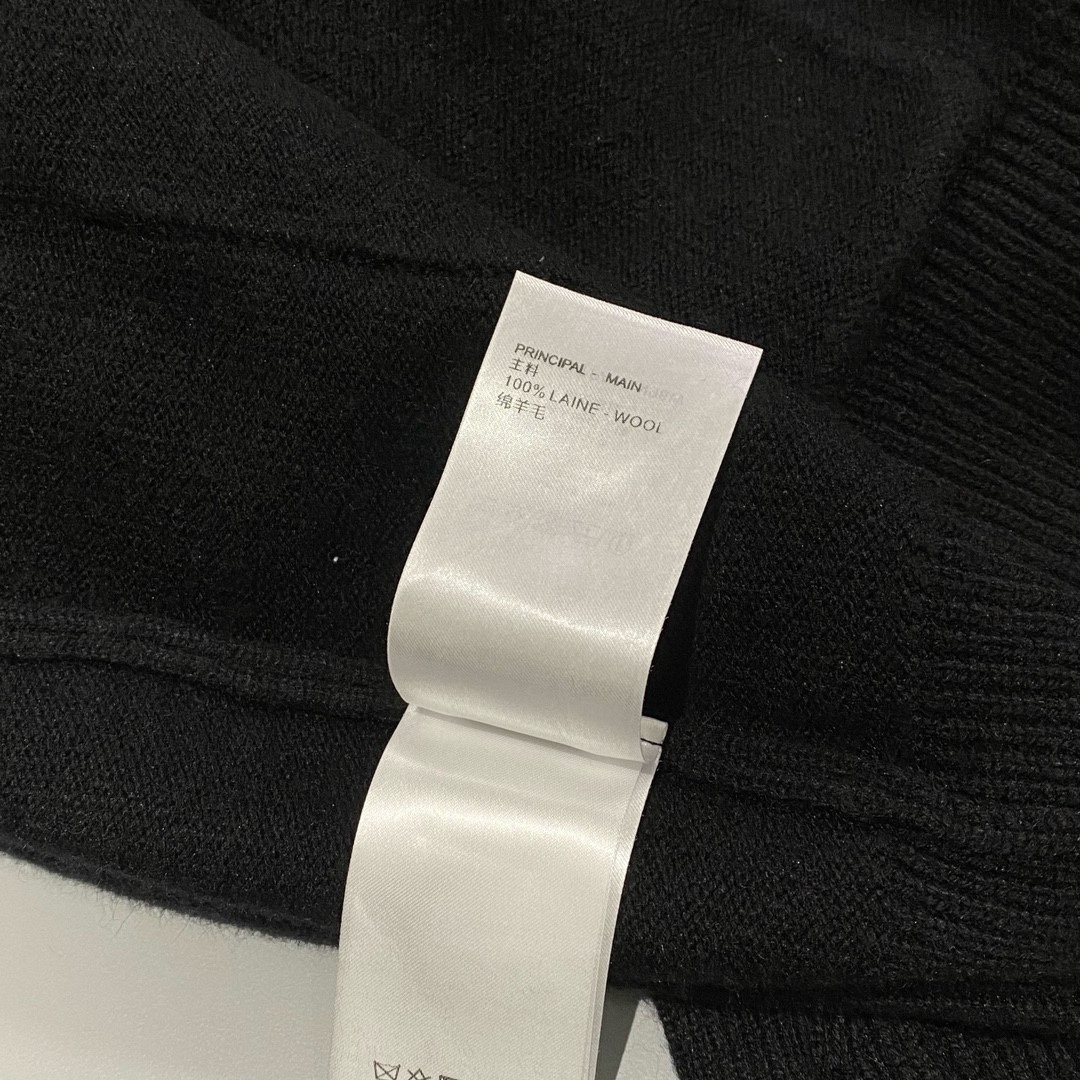 PRINCIPAL - MAIN
主料
100% LAINE - WOOL
绵羊毛